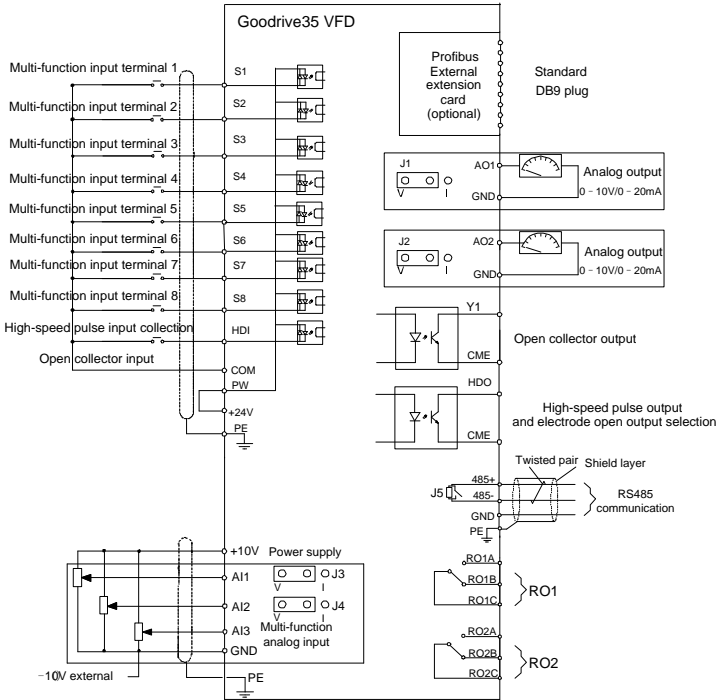 Goodrive35 VFD
Multi-function input terminal 1
S1
Multi-function input terminal 2
S2
Multi-function input terminal 3
S3
Multi-function input terminal 4
S4
Multi-function input terminal 5
S5
Multi-function input terminal 6
S6
Multi-function input terminal 7
S7
Multi-function input terminal 8
S8
High-speed pulse input collection
HDI
Open collector input
COM
PW
+24V
PE
Profibus
External
extension
card
(optional)
Standard
DB9 plug
J1
V
I
AO1
GND
Analog output
0-10V/0-20mA
J2
V
I
AO2
GND
Analog output
0-10V/0-20mA
Y1
CME
Open collector output
HDO
CME
High-speed pulse output
and electrode open output selection
Twisted pair
Shield layer
J5
485+
485-
GND
PE
RS485
communication
+10V
Power supply
AI1
J3
V
I
AI2
J4
V
I
Multi-function
analog input
AI3
GND
-10V external
PE
RO1A
RO1B
RO1C
RO1
RO2A
RO2B
RO2C
RO2